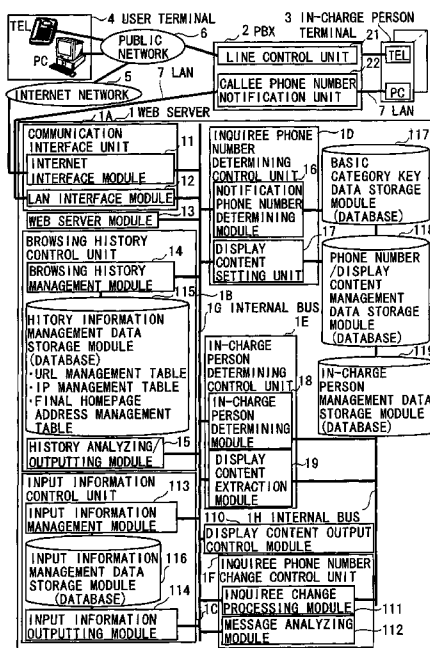 4 USER TERMINAL
TEL
PC
6
PUBLIC NETWORK
5
INTERNET NETWORK
7 LAN
2 PBX
21
LINE CONTROL UNIT
22
CALLEE PHONE NUMBER NOTIFICATION UNIT
3 IN-CHARGE PERSON TERMINAL
TEL
PC
7 LAN
1 WEB SERVER
1A
COMMUNICATION INTERFACE UNIT
11
INTERNET INTERFACE MODULE
12
LAN INTERFACE MODULE
13
WEB SERVER MODULE
BROWSING HISTORY CONTROL UNIT
14
BROWSING HISTORY MANAGEMENT MODULE
115
1B
HITORY INFORMATION MANAGEMENT DATA STORAGE MODULE (DATABASE)
・URL MANAGEMENT TABLE
・IP MANAGEMENT TABLE
・FINAL HOMEPAGE ADDRESS MANAGEMENT TABLE
15
HISTORY ANALYZING/OUTPUTTING MODULE
INPUT INFORMATION CONTROL UNIT
113
INPUT INFORMATION MANAGEMENT MODULE
116
INPUT INFORMATION MANAGEMENT DATA STORAGE MODULE (DATABASE)
114
1C
INPUT INFORMATION OUTPUTTING MODULE
1D
INQUIREE PHONE NUMBER DETERMINING CONTROL UNIT
16
NOTIFICATION PHONE NUMBER DETERMINING MODULE
17
DISPLAY CONTENT SETTING UNIT
117
BASIC CATEGORY KEY DATA STORAGE MODULE (DATABASE)
118
PHONE NUMBER /DISPLAY CONTENT MANAGEMENT DATA STORAGE MODULE (DATABASE)
119
IN-CHARGE PERSON MANAGEMENT DATA STORAGE MODULE (DATABASE)
1G INTERNAL BUS
1E
IN-CHARGE PERSON DETERMINING CONTROL UNIT
18
IN-CHARGE PERSON DETERMINING MODULE
19
DISPLAY CONTENT EXTRACTION MODULE
110
1H INTERNAL BUS
DISPLAY CONTENT OUTPUT CONTROL MODULE
1F
INQUIREE PHONE NUMBER CHANGE CONTROL UNIT
INQUIREE CHANGE PROCESSING MODULE
111
MESSAGE ANALYZING MODULE
112